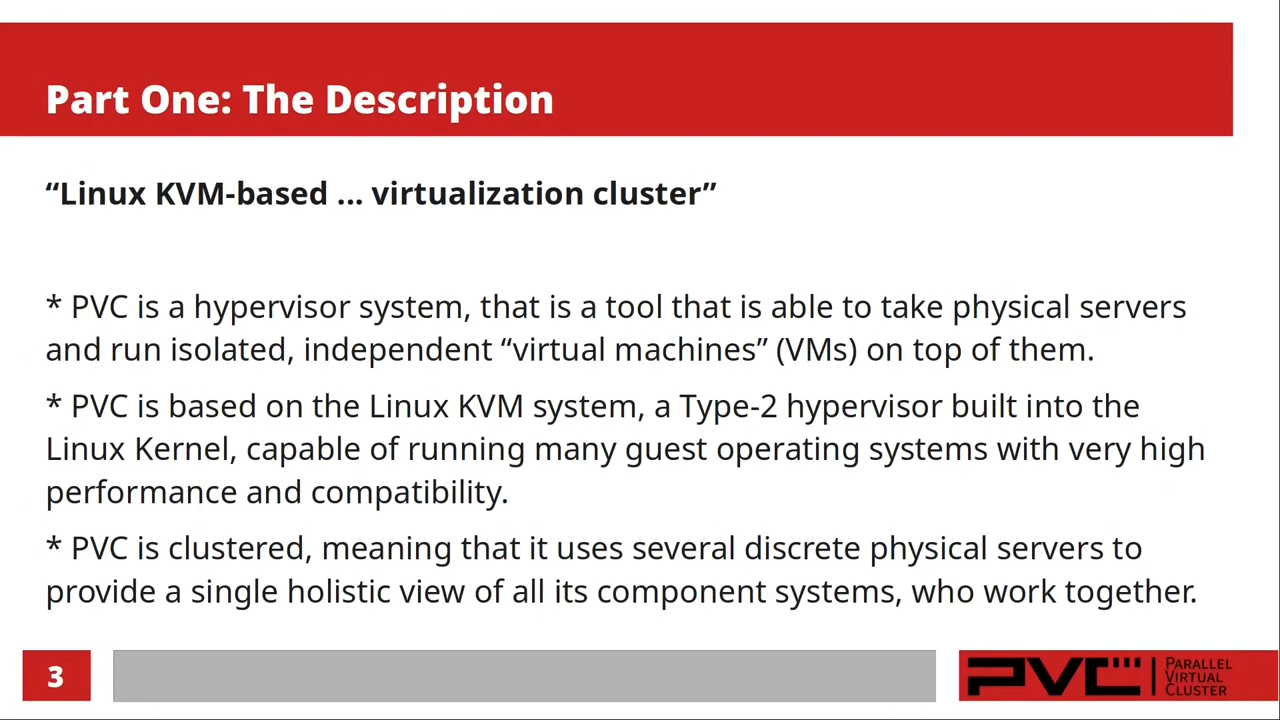 Part One: The Description
“Linux KVM-based ... virtualization cluster”
* PVC is a hypervisor system, that is a tool that is able to take physical servers
and run isolated, independent “virtual machines” (VMs) on top of them.
* PVC is based on the Linux KVM system, a Type-2 hypervisor built into the
Linux Kernel, capable of running many guest operating systems with very high
performance and compatibility.
* PVC is clustered, meaning that it uses several discrete physical servers to
provide a single holistic view of all its component systems, who work together.
3
PVC
Parallel
Virtual
Cluster